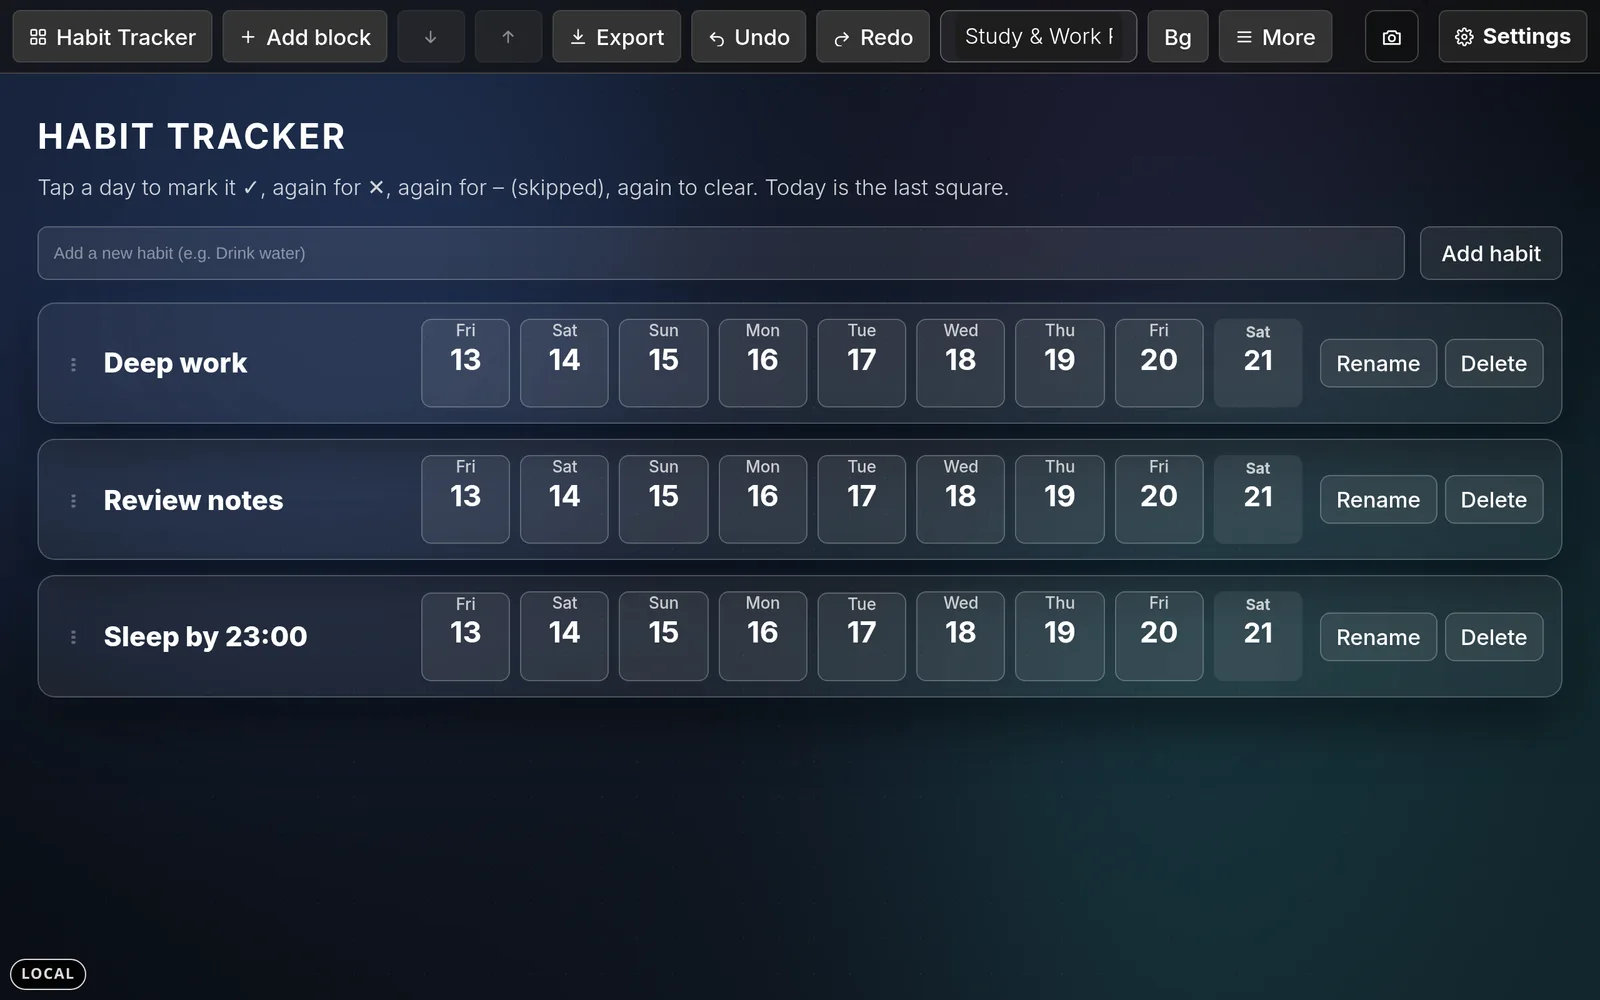 Habit Tracker + Add block ↓ ↑ Export Undo Redo Study & Work Bg More Settings
HABIT TRACKER
Tap a day to mark it ✓, again for ✕, again for – (skipped), again to clear. Today is the last square.
Add a new habit (e.g. Drink water) Add habit
Fri Sat Sun Mon Tue Wed Thu Fri Sat
Deep work 13 14 15 16 17 18 19 20 21 Rename Delete
Fri Sat Sun Mon Tue Wed Thu Fri Sat
Review notes 13 14 15 16 17 18 19 20 21 Rename Delete
Fri Sat Sun Mon Tue Wed Thu Fri Sat
Sleep by 23:00 13 14 15 16 17 18 19 20 21 Rename Delete
LOCAL